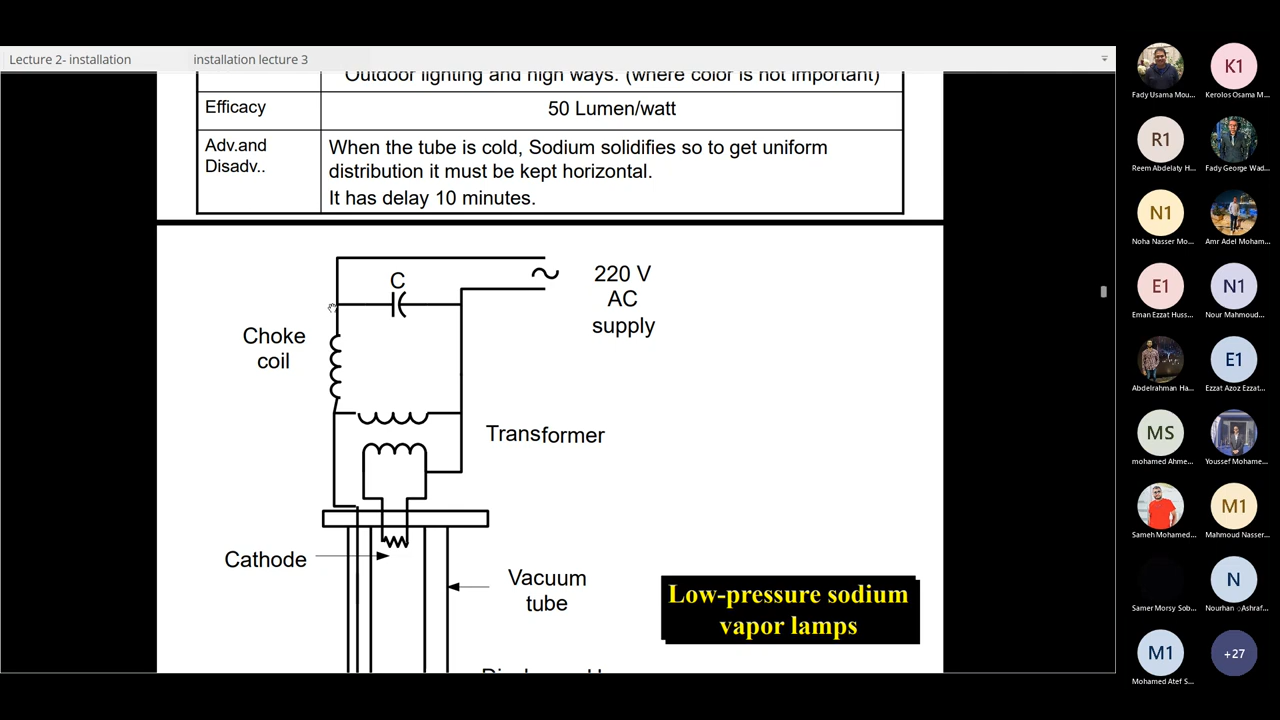 Lecture 2- installation
installation lecture 3
Outdoor lighting and high ways. (where color is not important)
Efficacy
50 Lumen/watt
Adv.and
Disadv..
When the tube is cold, Sodium solidifies so to get uniform
distribution it must be kept horizontal.
It has delay 10 minutes.
C
220 V
AC
supply
Choke
coil
Transformer
Cathode
Vacuum
tube
Low-pressure sodium
vapor lamps
Fady Usama Mou...
K1
Kerolos Osama M...
R1
Reem Abdelaty H...
Fady George Wad...
N1
Noha Nasser Mo...
Amr Adel Moham...
E1
Eman Ezzat Huss...
N1
Nour Mahmoud...
Abdelrahman Ha...
E1
Ezzat Azoz Ezzat...
MS
mohamed Ahme...
Youssef Mohame...
Sameh Mohamed...
M1
Mahmoud Nasser...
Samer Morsy Sob...
N
Nourhan ♢Ashraf...
M1
Mohamed Atef S...
+27